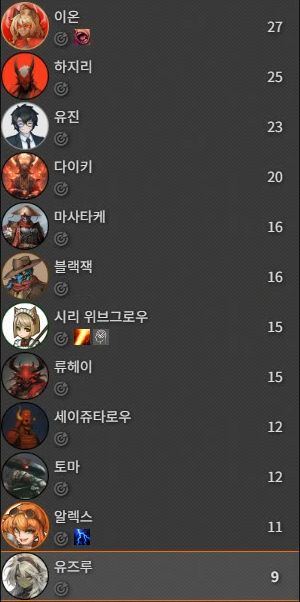 이온 27
하지리 25
유진 23
다이키 20
마사타케 16
블랙잭 16
시리 위브그로우 15
류헤이 15
세이쥬타로우 12
토마 12
알렉스 11
유즈루 9